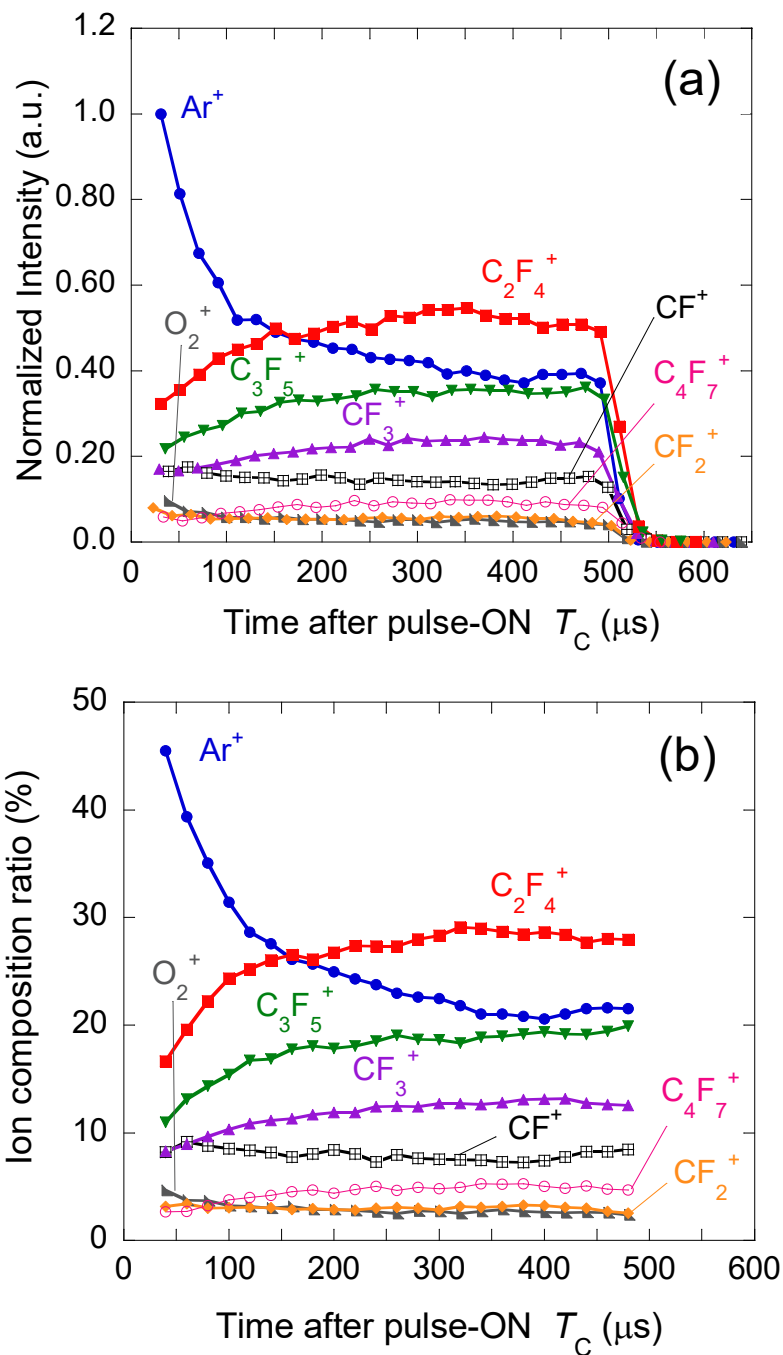 1.2
(a)
1.0
Ar⁺
0.80
C₂F₄⁺
0.60
CF⁺
O₂⁺
C₄F₇⁺
0.40
C₃F₅⁺
CF₃⁺
CF₂⁺
0.20
0.0
Normalized Intensity (a.u.)
0 100 200 300 400 500 600
Time after pulse-ON T_C (μs)
50
(b)
Ar⁺
40
C₂F₄⁺
30
O₂⁺
C₃F₅⁺
20
CF₃⁺
C₄F₇⁺
CF⁺
10
CF₂⁺
0
Ion composition ratio (%)
0 100 200 300 400 500 600
Time after pulse-ON T_C (μs)